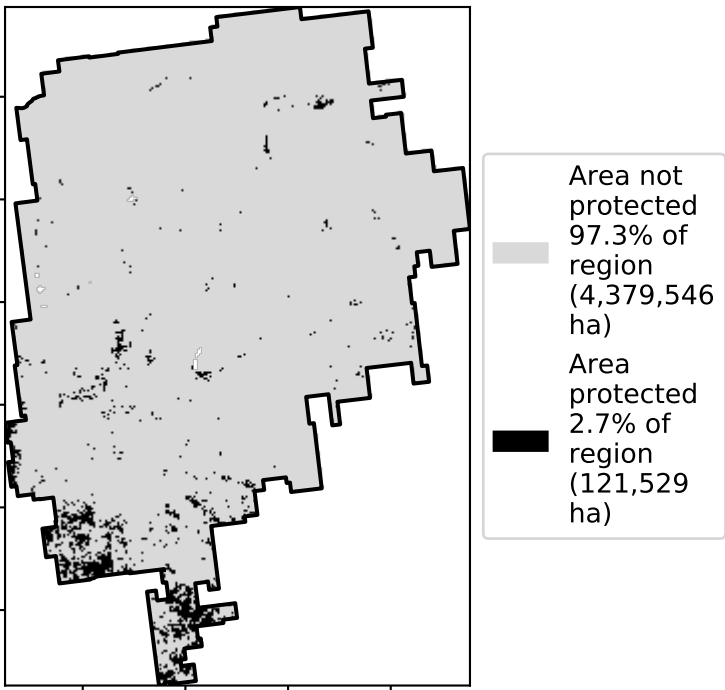 Area not
protected
97.3% of
region
(4,379,546
ha)
Area
protected
2.7% of
region
(121,529
ha)